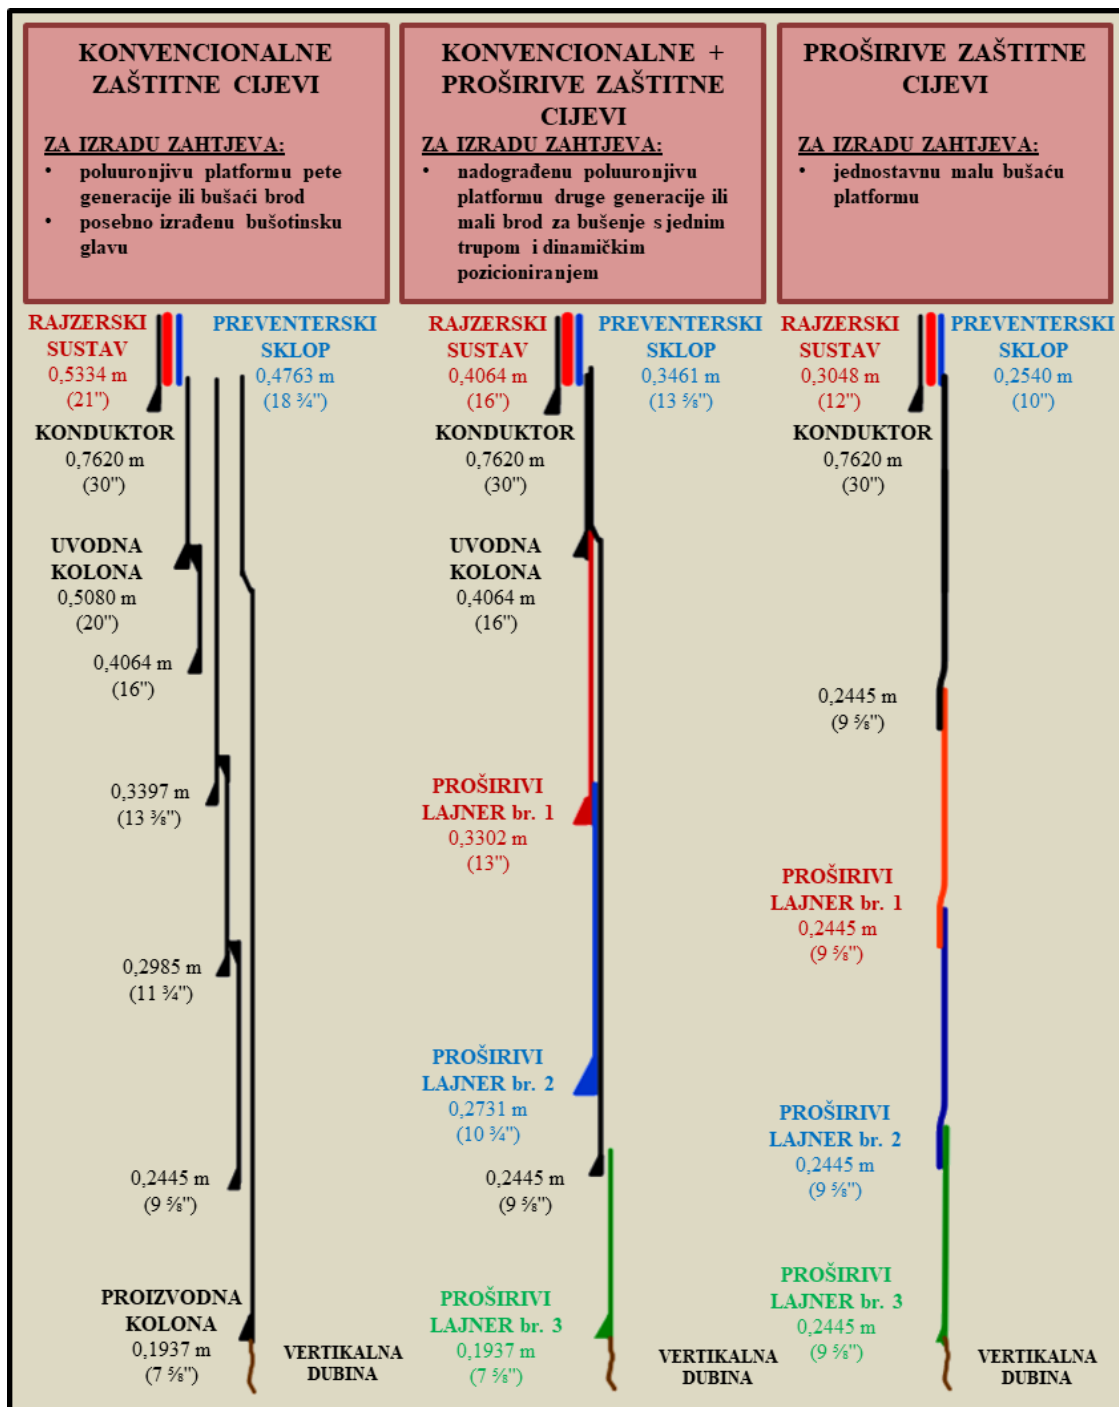 KONVENCIONALNE
ZAŠTITNE CIJEVI
ZA IZRADU ZAHTJEVA:
• poluuronjivu platformu pete
generacije ili bušaći brod
• posebno izrađenu bušotinsku
glavu
KONVENCIONALNE +
PROŠIRIVE ZAŠTITNE
CIJEVI
ZA IZRADU ZAHTJEVA:
• nadograđenu poluuronjivu
platformu druge generacije ili
mali brod za bušenje s jednim
trupom i dinamičkim
pozicioniranjem
PROŠIRIVE ZAŠTITNE
CIJEVI
ZA IZRADU ZAHTJEVA:
• jednostavnu malu bušaću
platformu
RAJZERSKI
SUSTAV
0,5334 m
(21")
PREVENTERSKI
SKLOP
0,4763 m
(18 ¾")
KONDUKTOR
0,7620 m
(30")
UVODNA
KOLONA
0,5080 m
(20")
0,4064 m
(16")
0,3397 m
(13 ⅜")
0,2985 m
(11 ¾")
0,2445 m
(9 ⅝")
PROIZVODNA
KOLONA
0,1937 m
(7 ⅝")
VERTIKALNA
DUBINA
RAJZERSKI
SUSTAV
0,4064 m
(16")
PREVENTERSKI
SKLOP
0,3461 m
(13 ⅝")
KONDUKTOR
0,7620 m
(30")
UVODNA
KOLONA
0,4064 m
(16")
PROŠIRIVI
LAJNER br. 1
0,3302 m
(13")
PROŠIRIVI
LAJNER br. 2
0,2731 m
(10 ¾")
0,2445 m
(9 ⅝")
PROŠIRIVI
LAJNER br. 3
0,1937 m
(7 ⅝")
VERTIKALNA
DUBINA
RAJZERSKI
SUSTAV
0,3048 m
(12")
PREVENTERSKI
SKLOP
0,2540 m
(10")
KONDUKTOR
0,7620 m
(30")
0,2445 m
(9 ⅝")
PROŠIRIVI
LAJNER br. 1
0,2445 m
(9 ⅝")
PROŠIRIVI
LAJNER br. 2
0,2445 m
(9 ⅝")
PROŠIRIVI
LAJNER br. 3
0,2445 m
(9 ⅝")
VERTIKALNA
DUBINA